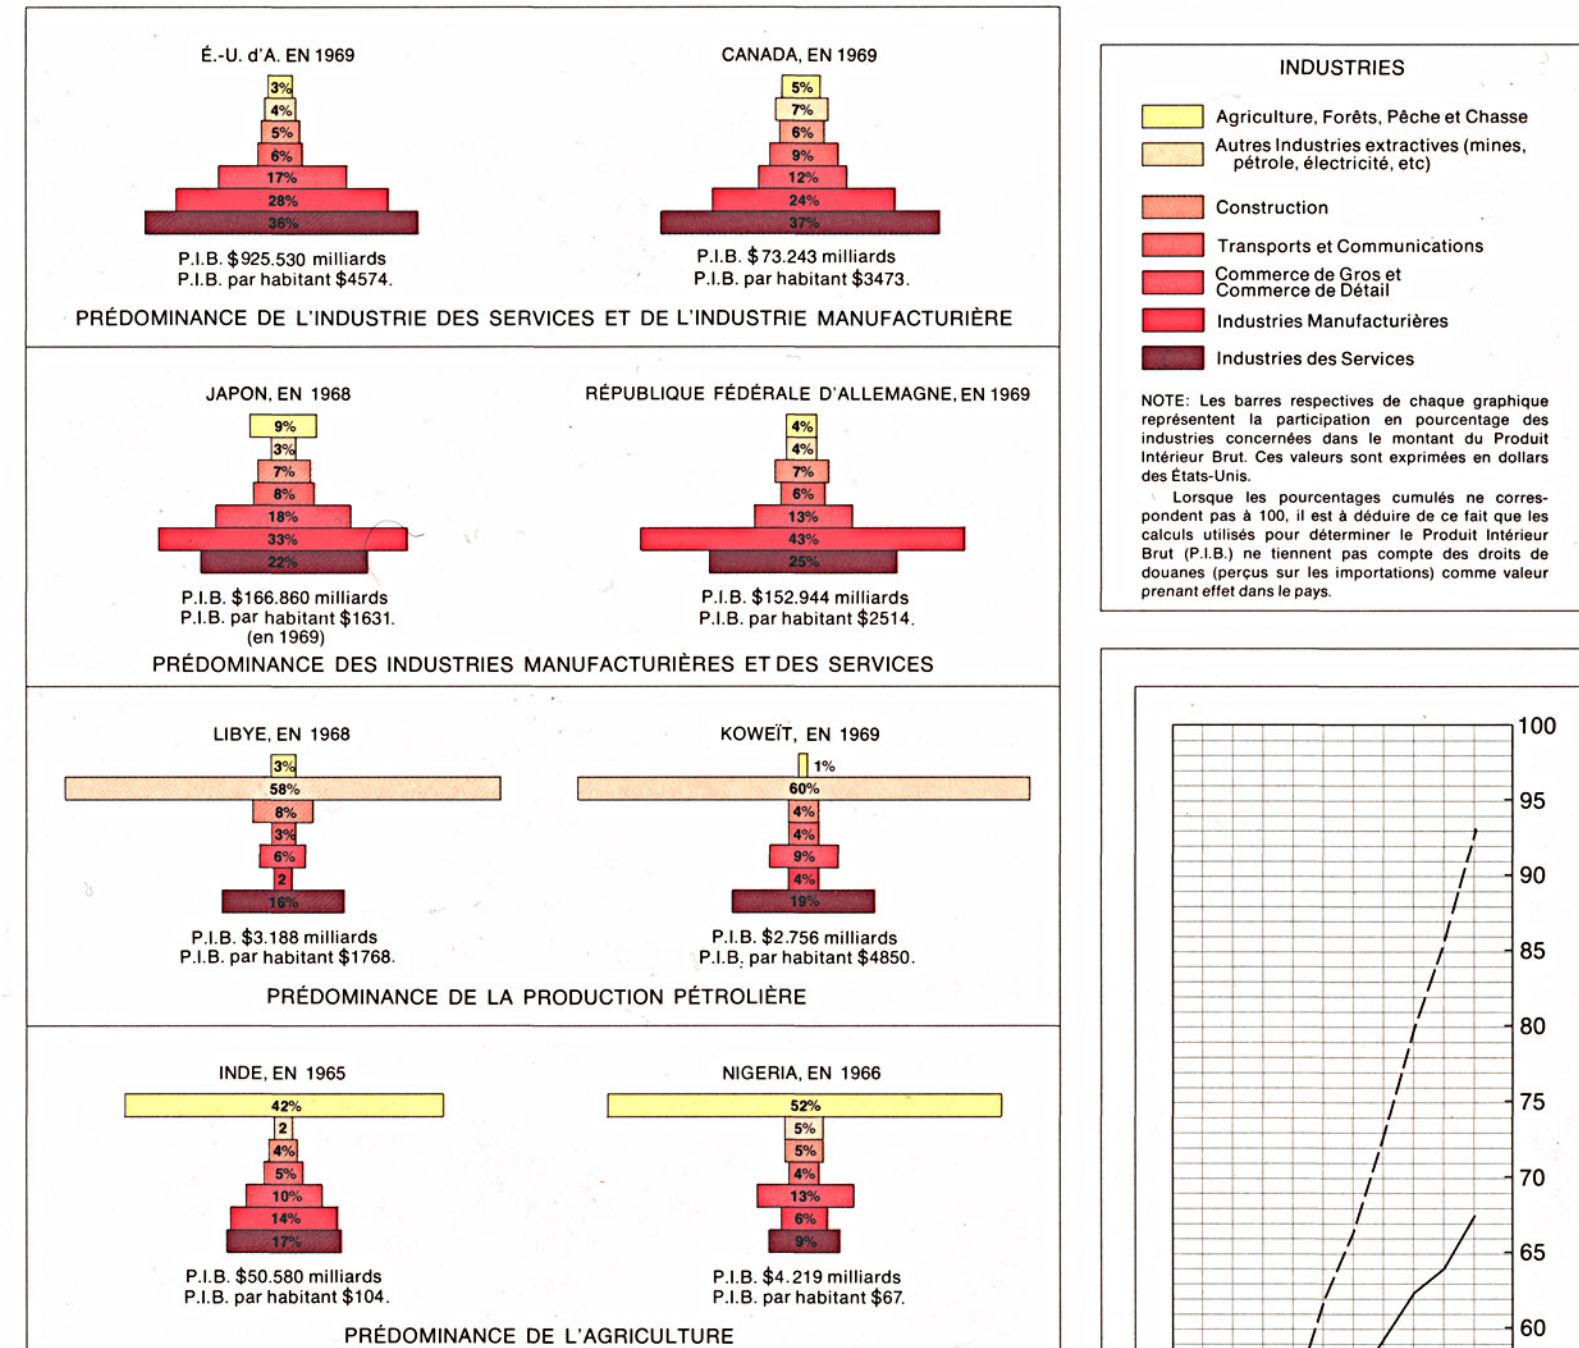 É.-U. d'A. EN 1969
3%
4%
5%
6%
17%
28%
36%
P.I.B. $925.530 milliards
P.I.B. par habitant $4574.
CANADA, EN 1969
5%
7%
6%
9%
12%
24%
37%
P.I.B. $73.243 milliards
P.I.B. par habitant $3473.
PRÉDOMINANCE DE L'INDUSTRIE DES SERVICES ET DE L'INDUSTRIE MANUFACTURIÈRE
JAPON, EN 1968
9%
3%
7%
8%
18%
33%
22%
P.I.B. $166.860 milliards
P.I.B. par habitant $1631.
(en 1969)
RÉPUBLIQUE FÉDÉRALE D'ALLEMAGNE, EN 1969
4%
4%
7%
6%
13%
43%
25%
P.I.B. $152.944 milliards
P.I.B. par habitant $2514.
PRÉDOMINANCE DES INDUSTRIES MANUFACTURIÈRES ET DES SERVICES
LIBYE, EN 1968
3%
58%
8%
3%
6%
2
16%
P.I.B. $3.188 milliards
P.I.B. par habitant $1768.
KOWEÏT, EN 1969
1%
60%
4%
4%
9%
4%
19%
P.I.B. $2.756 milliards
P.I.B. par habitant $4850.
PRÉDOMINANCE DE LA PRODUCTION PÉTROLIÈRE
INDE, EN 1965
42%
2
4%
5%
10%
14%
17%
P.I.B. $50.580 milliards
P.I.B. par habitant $104.
NIGERIA, EN 1966
52%
5%
5%
4%
13%
6%
9%
P.I.B. $4.219 milliards
P.I.B. par habitant $67.
PRÉDOMINANCE DE L'AGRICULTURE
INDUSTRIES
Agriculture, Forêts, Pêche et Chasse
Autres Industries extractives (mines,
pétrole, électricité, etc)
Construction
Transports et Communications
Commerce de Gros et
Commerce de Détail
Industries Manufacturières
Industries des Services
NOTE: Les barres respectives de chaque graphique
représentent la participation en pourcentage des
industries concernées dans le montant du Produit
Intérieur Brut. Ces valeurs sont exprimées en dollars
des États-Unis.
Lorsque les pourcentages cumulés ne corres-
pondent pas à 100, il est à déduire de ce fait que les
calculs utilisés pour déterminer le Produit Intérieur
Brut (P.I.B.) ne tiennent pas compte des droits de
douanes (perçus sur les importations) comme valeur
prenant effet dans le pays.
100
95
90
85
80
75
70
65
60